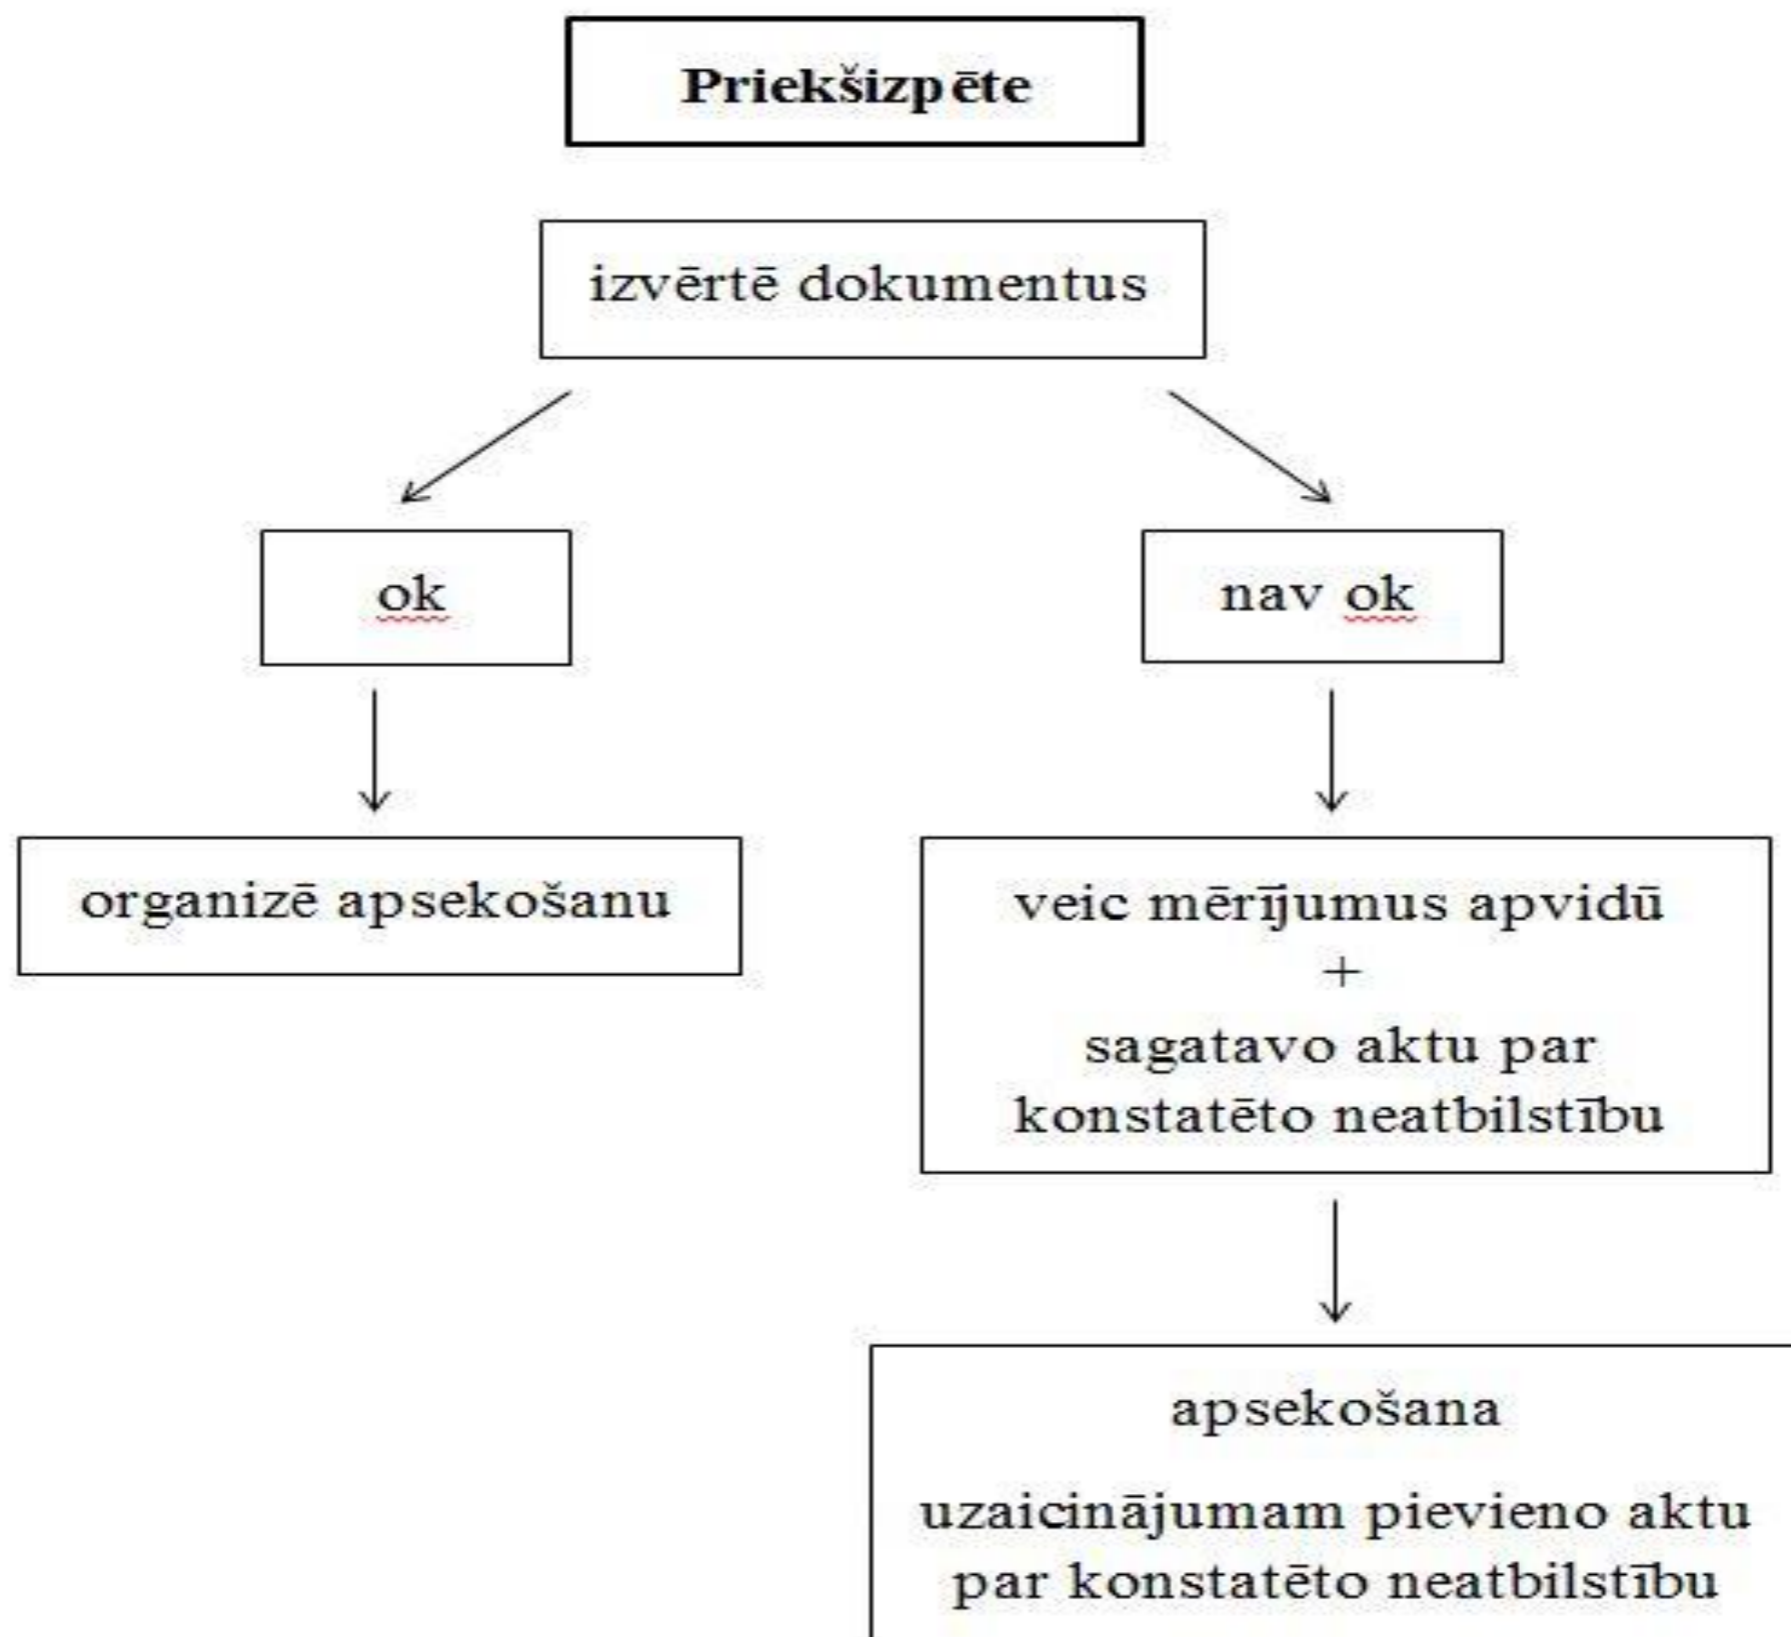 Priekšizpēte
izvērtē dokumentus
ok
nav ok
organizē apsekošanu
veic mērījumus apvidū
+
sagatavo aktu par
konstatēto neatbilstību
apsekošana
uzaicinājumam pievieno aktu
par konstatēto neatbilstību